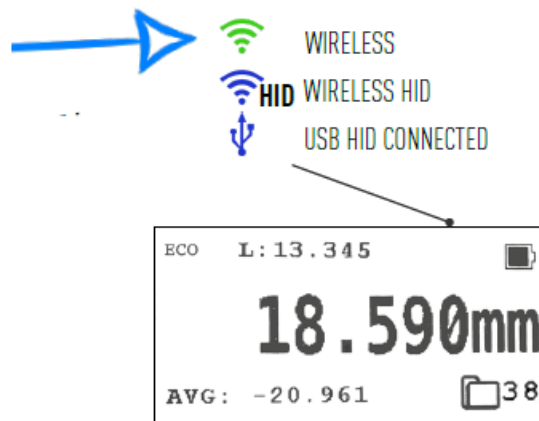 WIRELESS
HID WIRELESS HID
USB HID CONNECTED
ECO L:13.345
18.590mm
AVG: -20.961 38